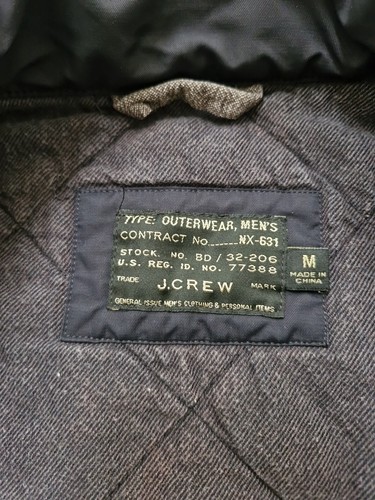 TYPE: OUTERWEAR, MEN'S
CONTRACT No.......... NX-631
STOCK. NO. BD / 32-206
U.S. REG. ID. NO. 77388
TRADE J.CREW MARK
GENERAL ISSUE MEN'S CLOTHING & PERSONAL ITEMS
M
MADE IN
CHINA